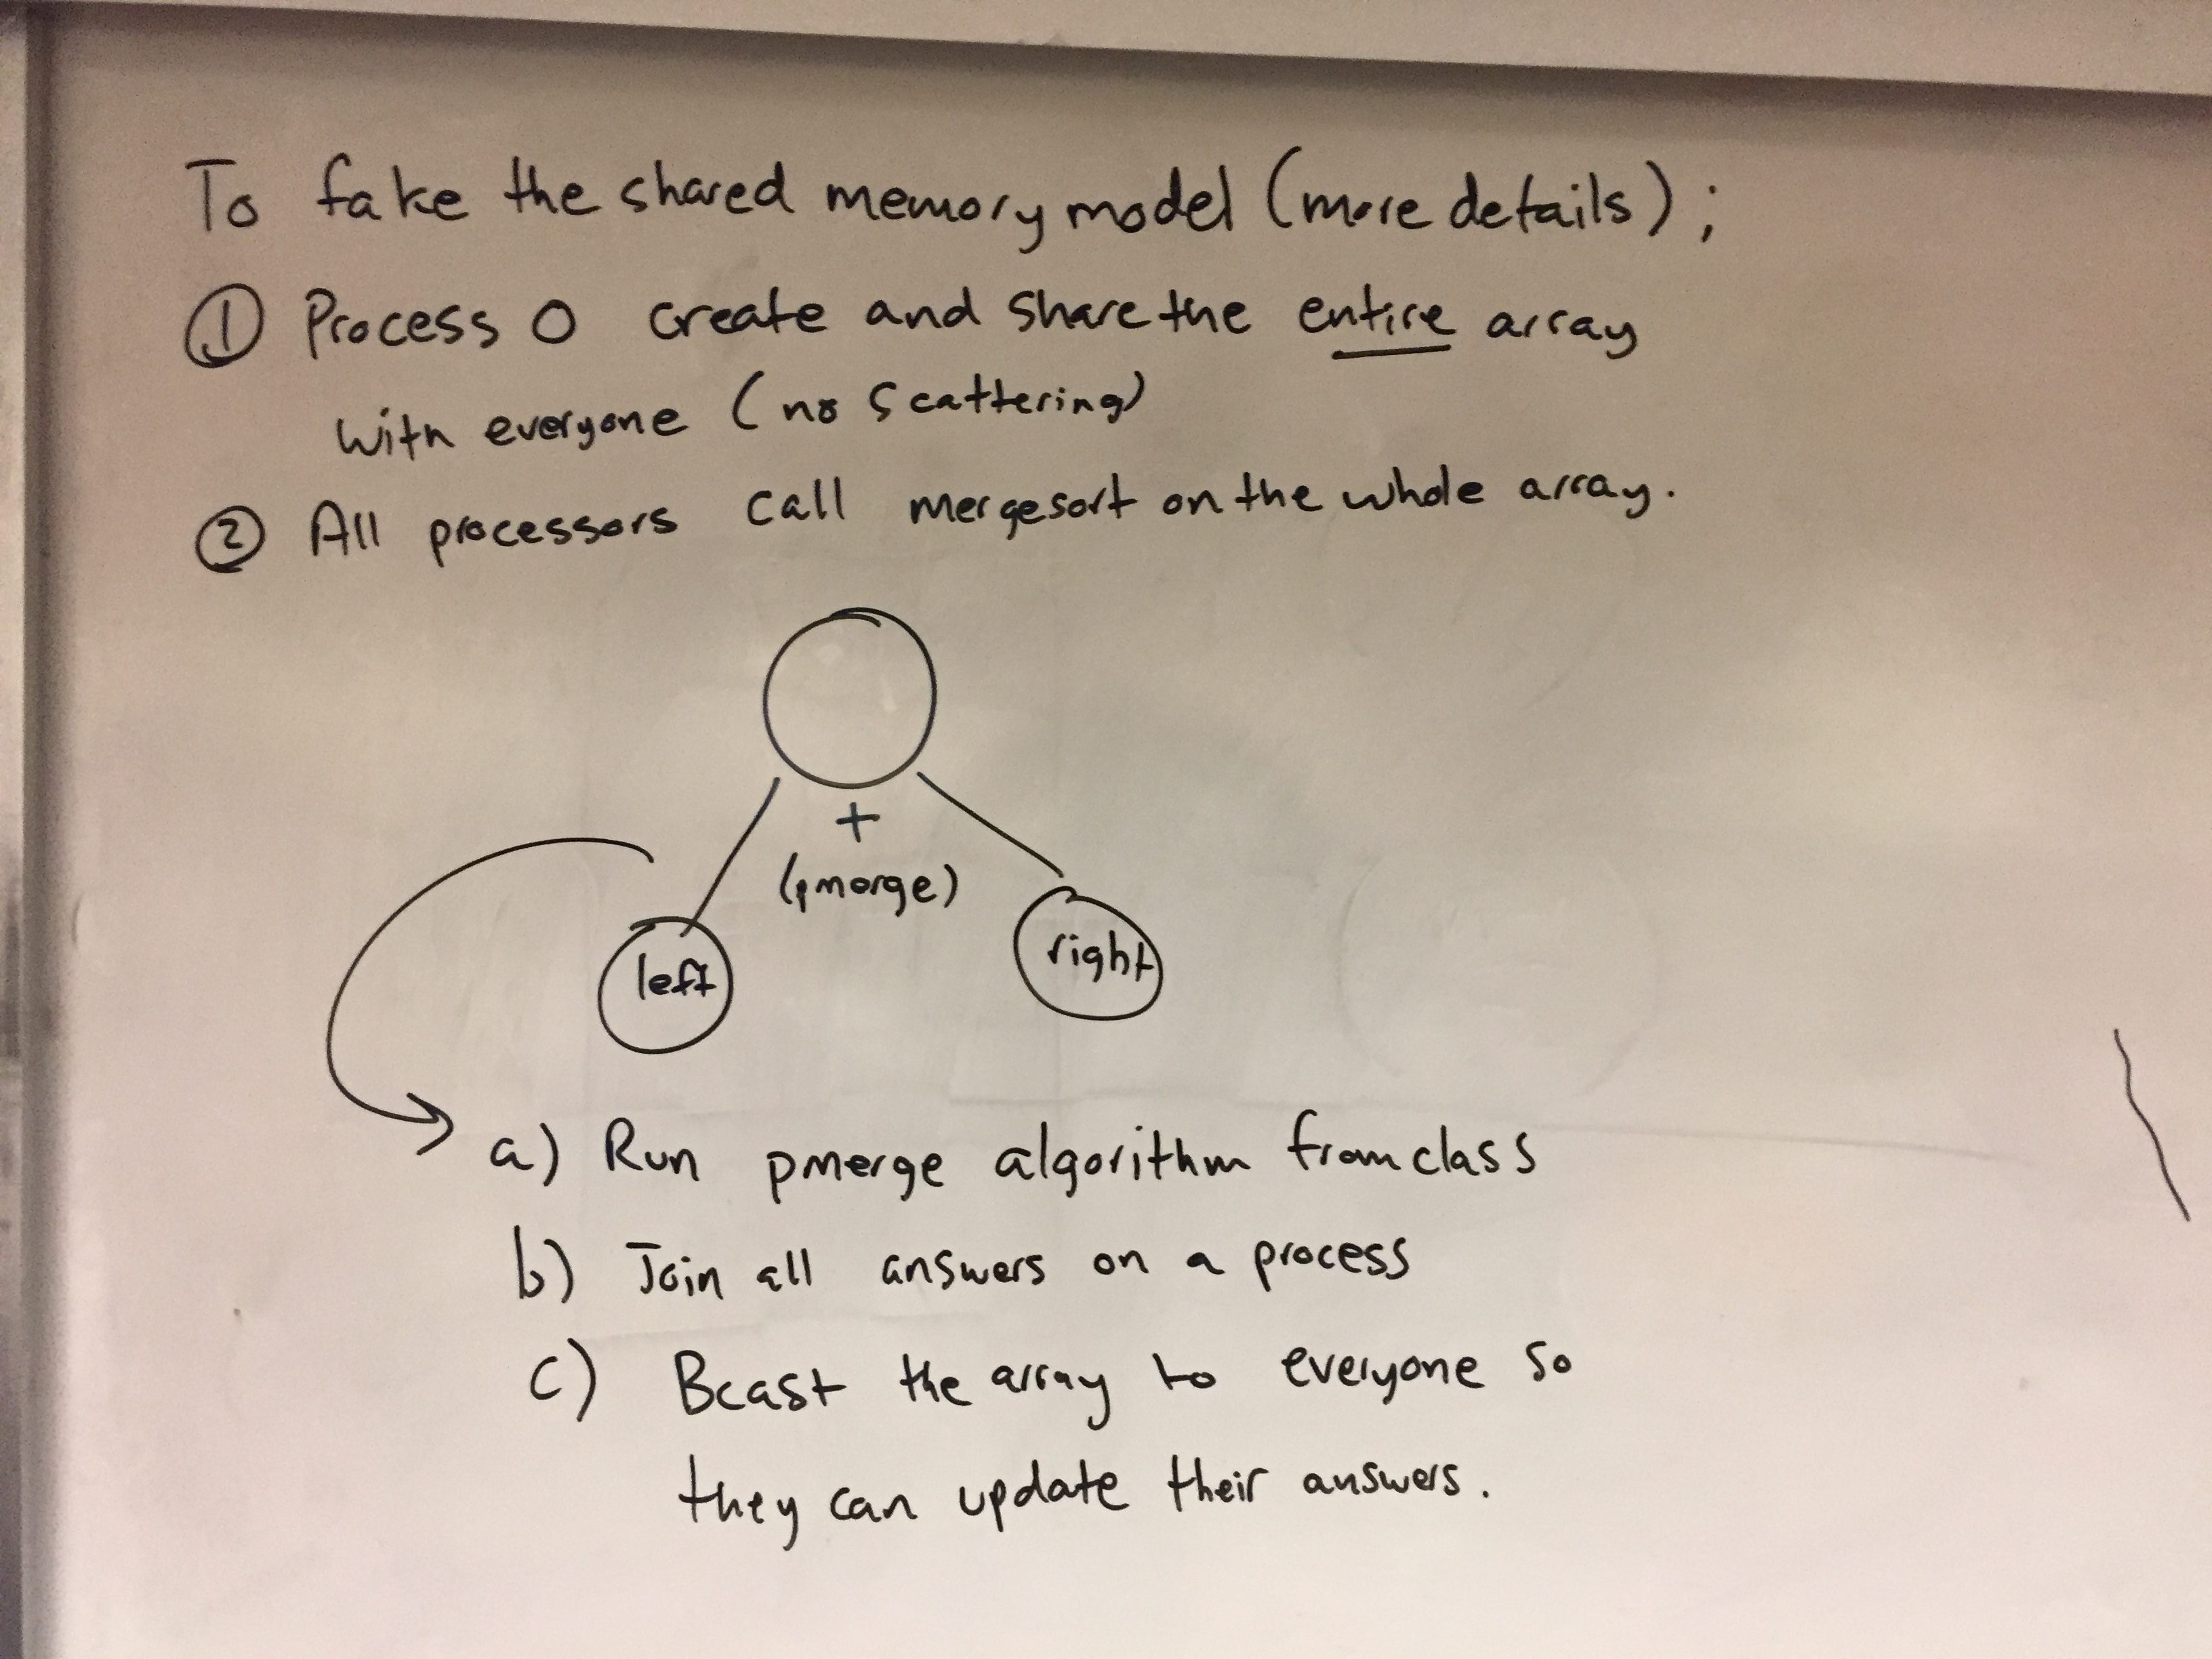 To fake the shared memory model (more details);
① Process 0 create and share the entire array
with everyone (no scattering)
② All processors call mergesort on the whole array.
+
(pmerge)
left
right
a) Run pmerge algorithm from class
b) Join all answers on a process
c) Bcast the array to everyone so
they can update their answers.